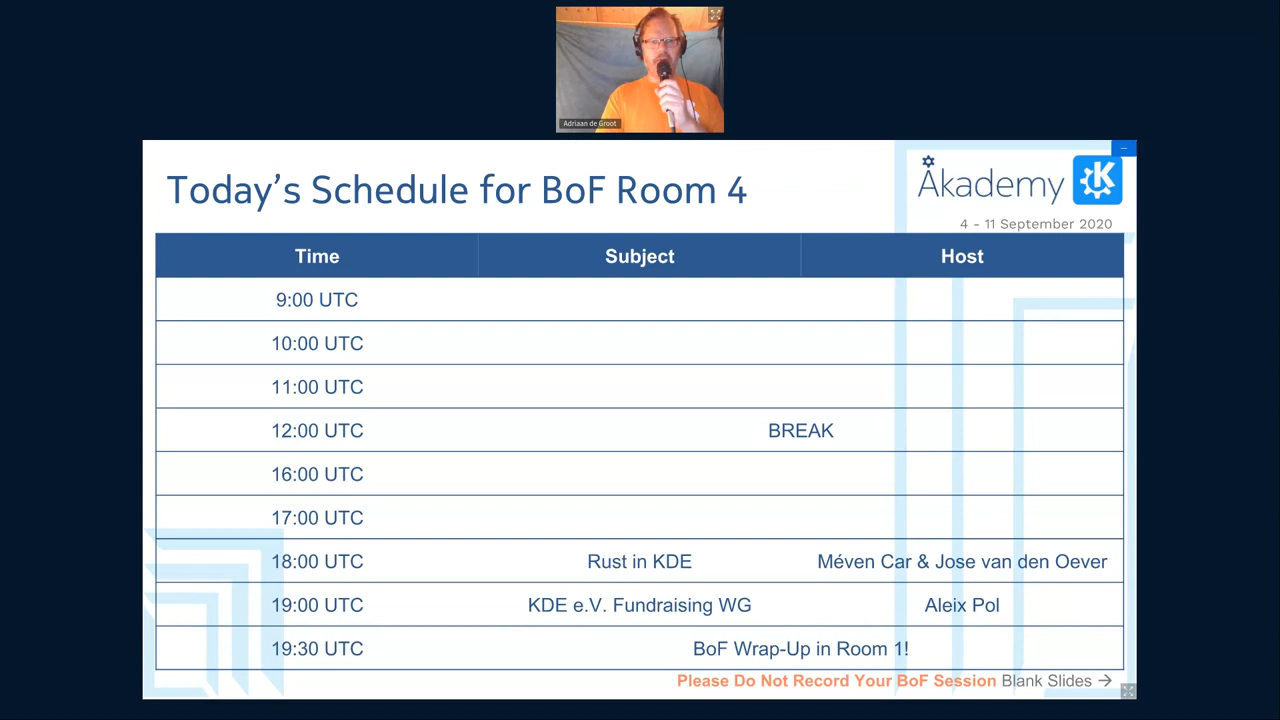 Adriaan de Groot
Today's Schedule for BoF Room 4
Akademy
4 - 11 September 2020
Time Subject Host
9:00 UTC
10:00 UTC
11:00 UTC
12:00 UTC BREAK
16:00 UTC
17:00 UTC
18:00 UTC Rust in KDE Méven Car & Jose van den Oever
19:00 UTC KDE e.V. Fundraising WG Aleix Pol
19:30 UTC BoF Wrap-Up in Room 1!
Please Do Not Record Your BoF Session Blank Slides →